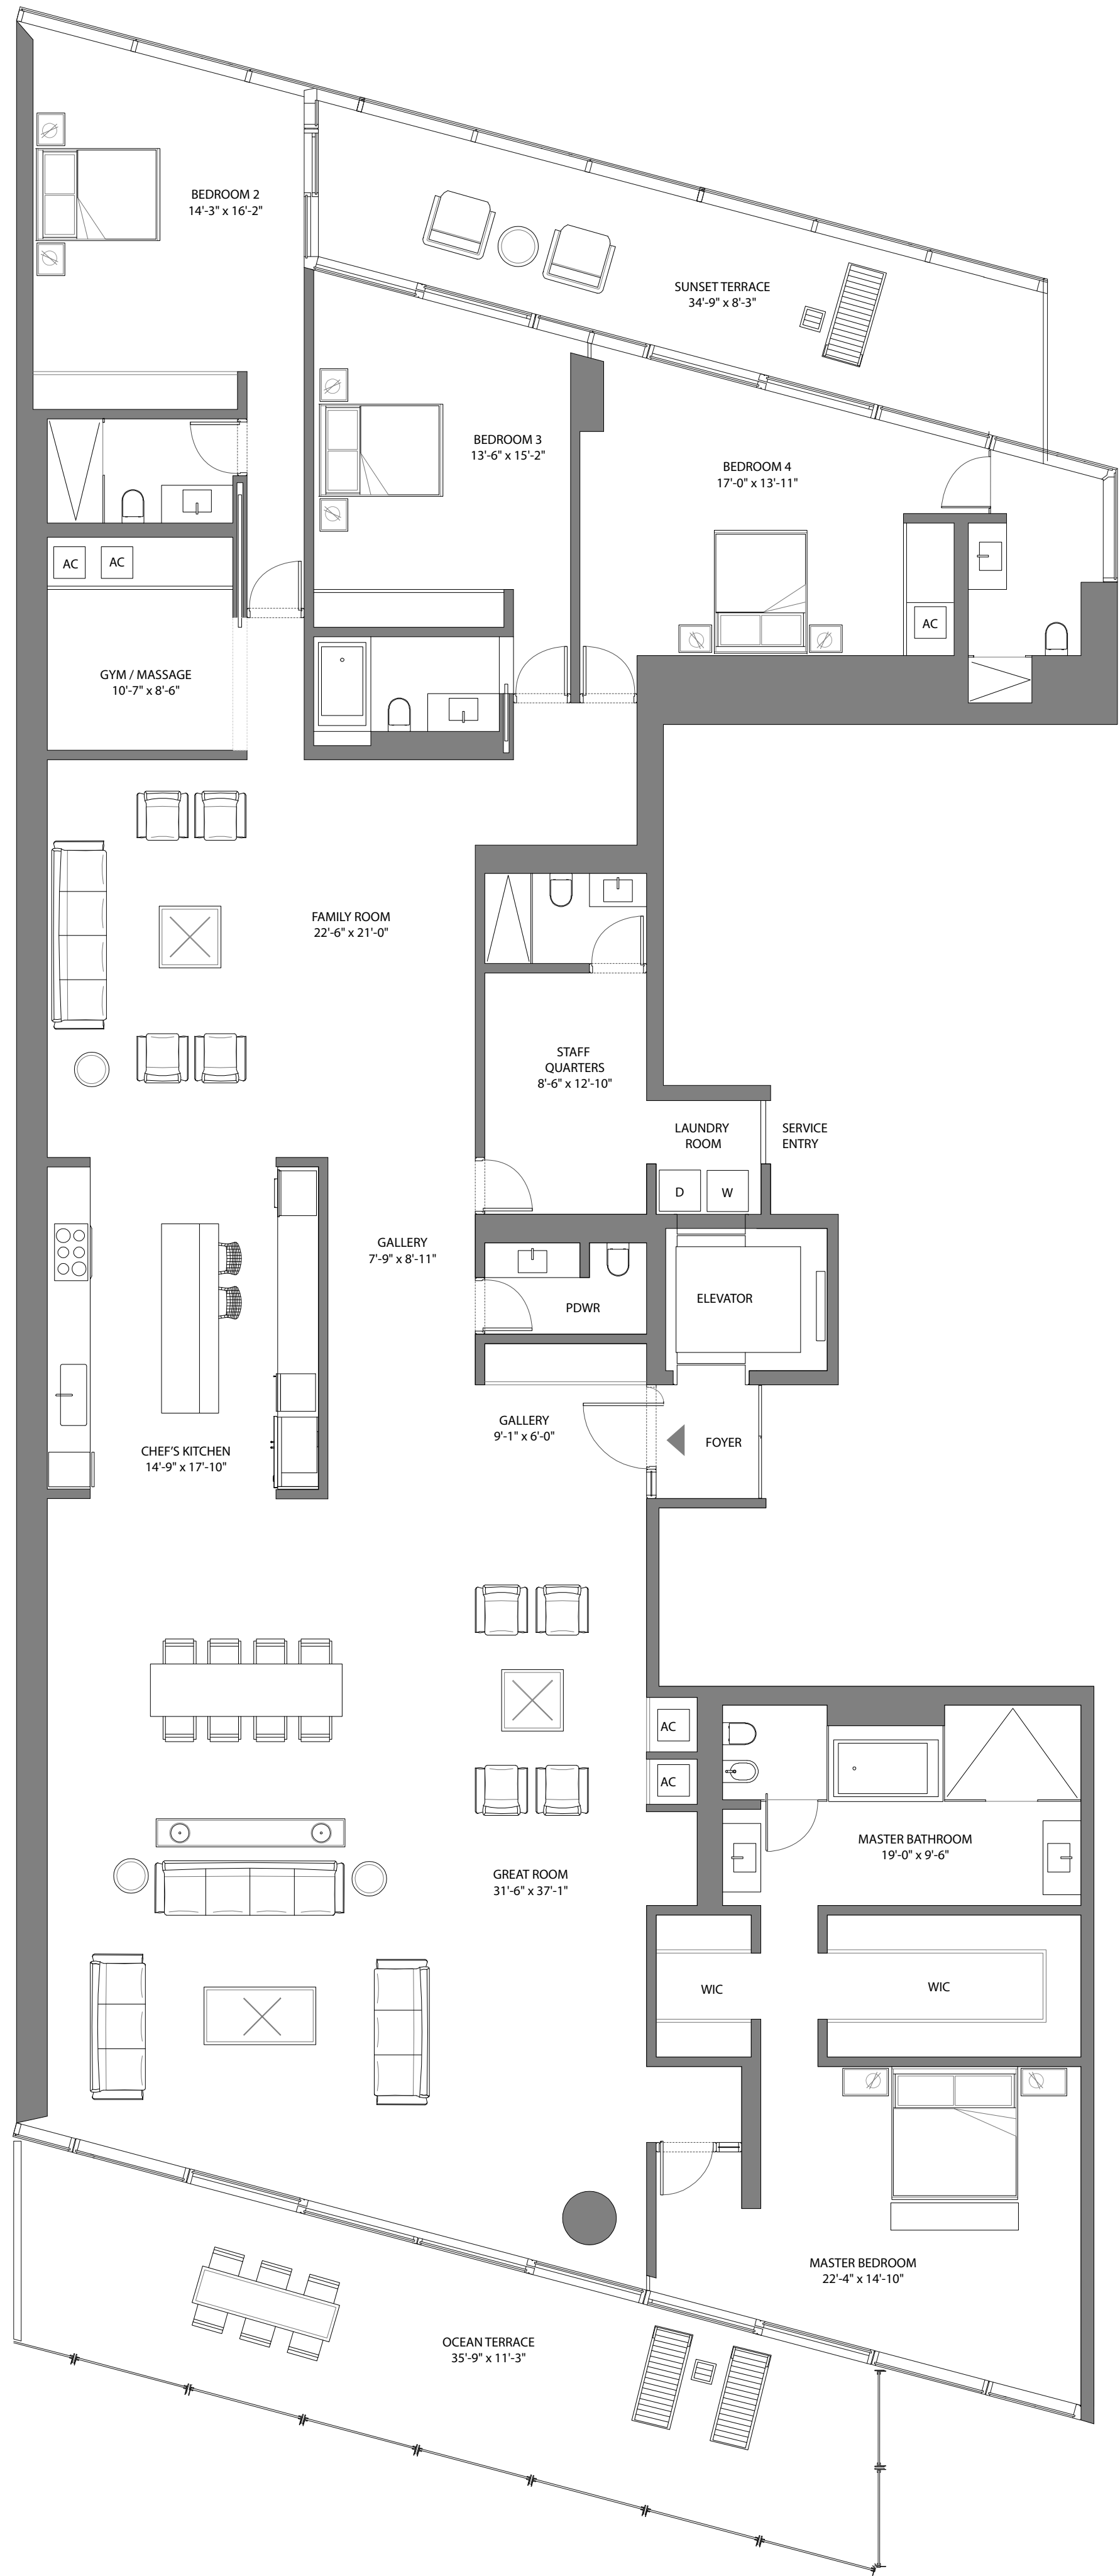 BEDROOM 2
14'-3" x 16'-2"
SUNSET TERRACE
34'-9" x 8'-3"
BEDROOM 3
13'-6" x 15'-2"
BEDROOM 4
17'-0" x 13'-11"
AC
AC
AC
GYM / MASSAGE
10'-7" x 8'-6"
FAMILY ROOM
22'-6" x 21'-0"
STAFF
QUARTERS
8'-6" x 12'-10"
LAUNDRY
ROOM
SERVICE
ENTRY
D
W
GALLERY
7'-9" x 8'-11"
ELEVATOR
PDWR
GALLERY
9'-1" x 6'-0"
FOYER
CHEF'S KITCHEN
14'-9" x 17'-10"
AC
AC
MASTER BATHROOM
19'-0" x 9'-6"
GREAT ROOM
31'-6" x 37'-1"
WIC
WIC
MASTER BEDROOM
22'-4" x 14'-10"
OCEAN TERRACE
35'-9" x 11'-3"